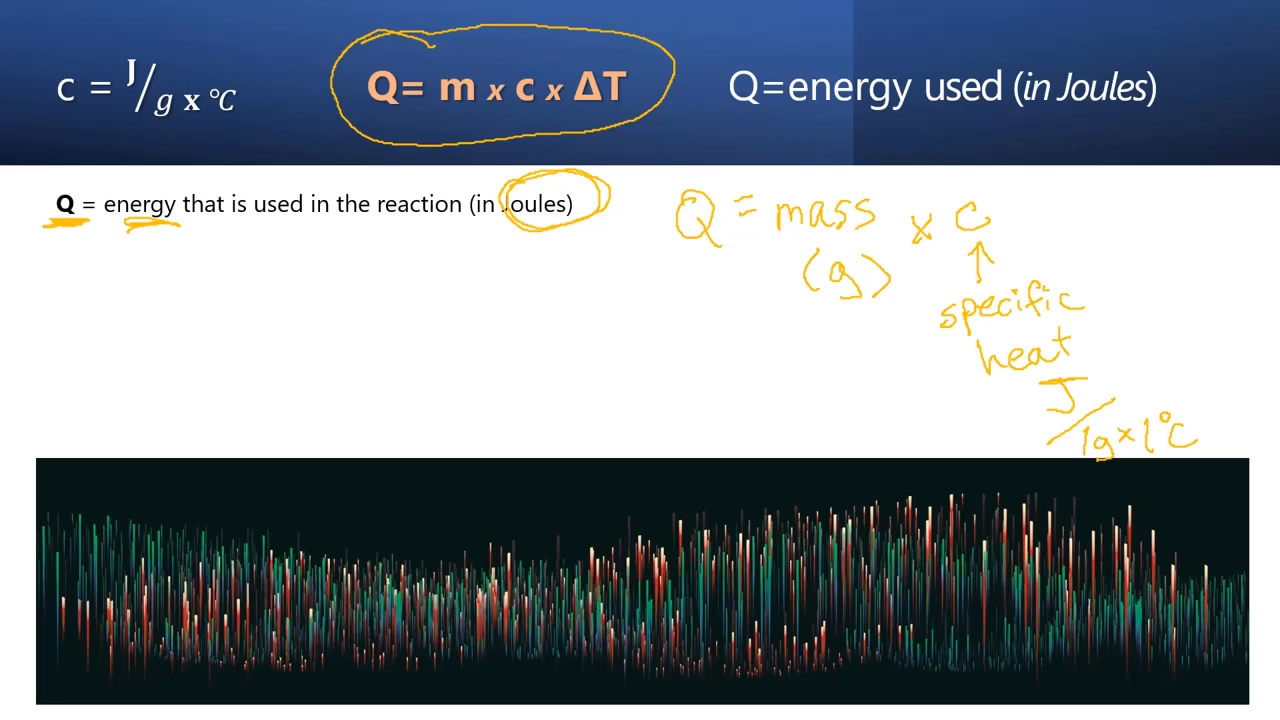 c = J/g x °C
Q= m x c x ΔT
Q=energy used (in Joules)
Q = energy that is used in the reaction (in Joules)
Q = mass x c
(g)
↑
specific
heat
J/1g x 1°C